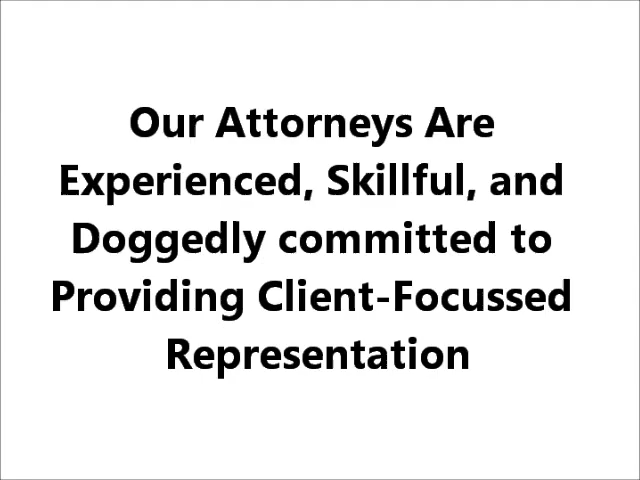 Our Attorneys Are
Experienced, Skillful, and
Doggedly committed to
Providing Client-Focussed
Representation